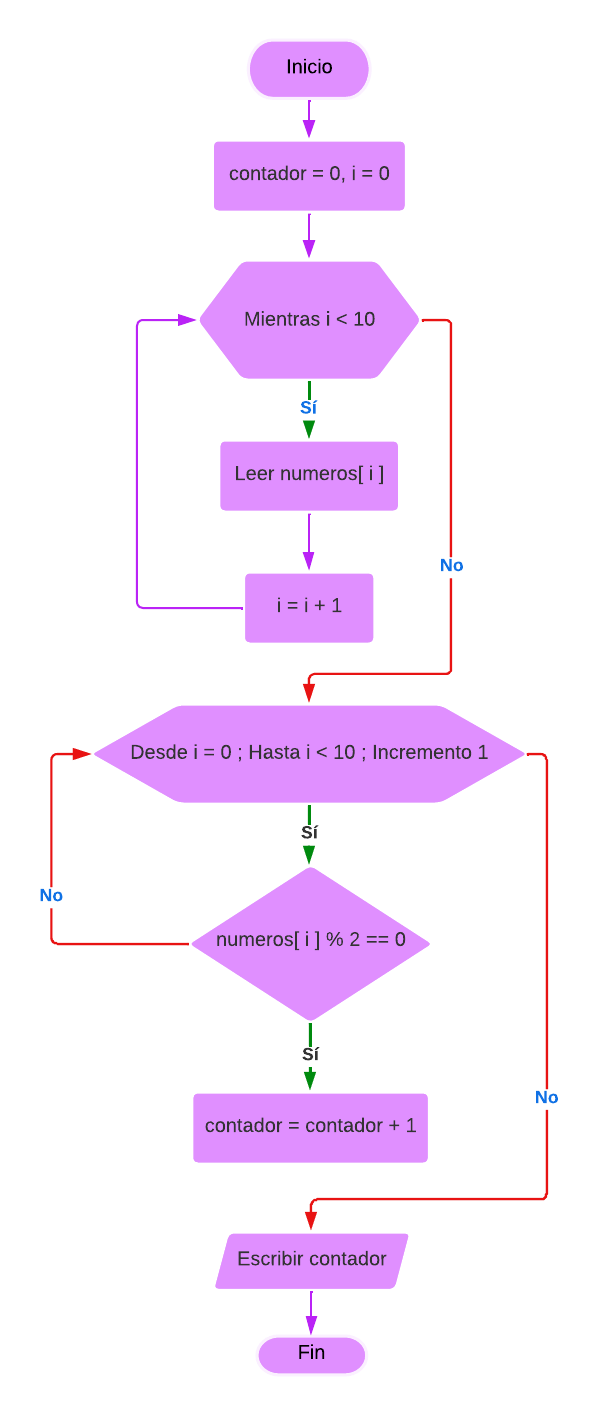 Inicio
contador = 0, i = 0
Mientras i < 10
Sí
Leer numeros[ i ]
No
i = i + 1
Desde i = 0 ; Hasta i < 10 ; Incremento 1
Sí
No
numeros[ i ] % 2 == 0
Sí
No
contador = contador + 1
Escribir contador
Fin